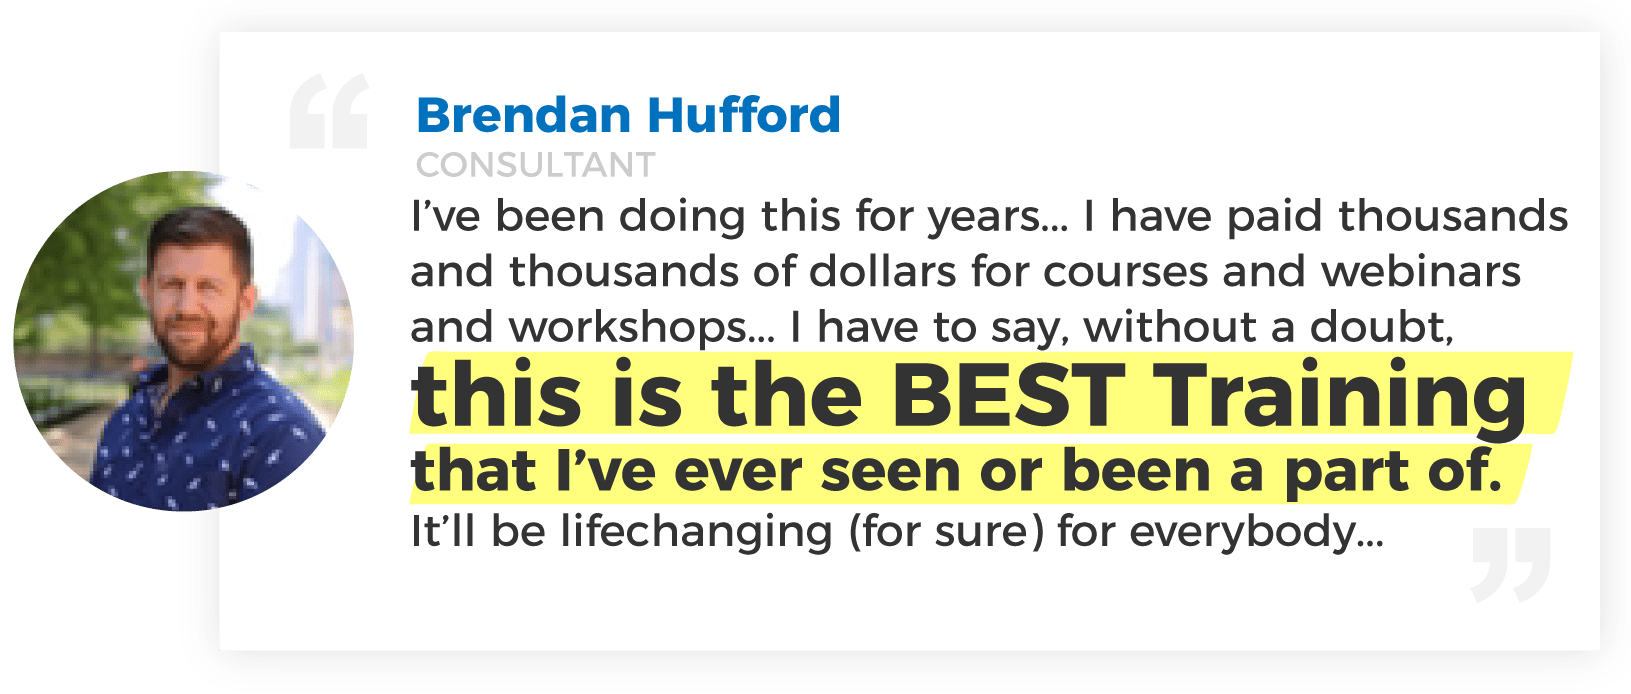 “
Brendan Hufford
CONSULTANT
I’ve been doing this for years... I have paid thousands
and thousands of dollars for courses and webinars
and workshops... I have to say, without a doubt,
this is the BEST Training
that I’ve ever seen or been a part of.
It’ll be lifechanging (for sure) for everybody...
”